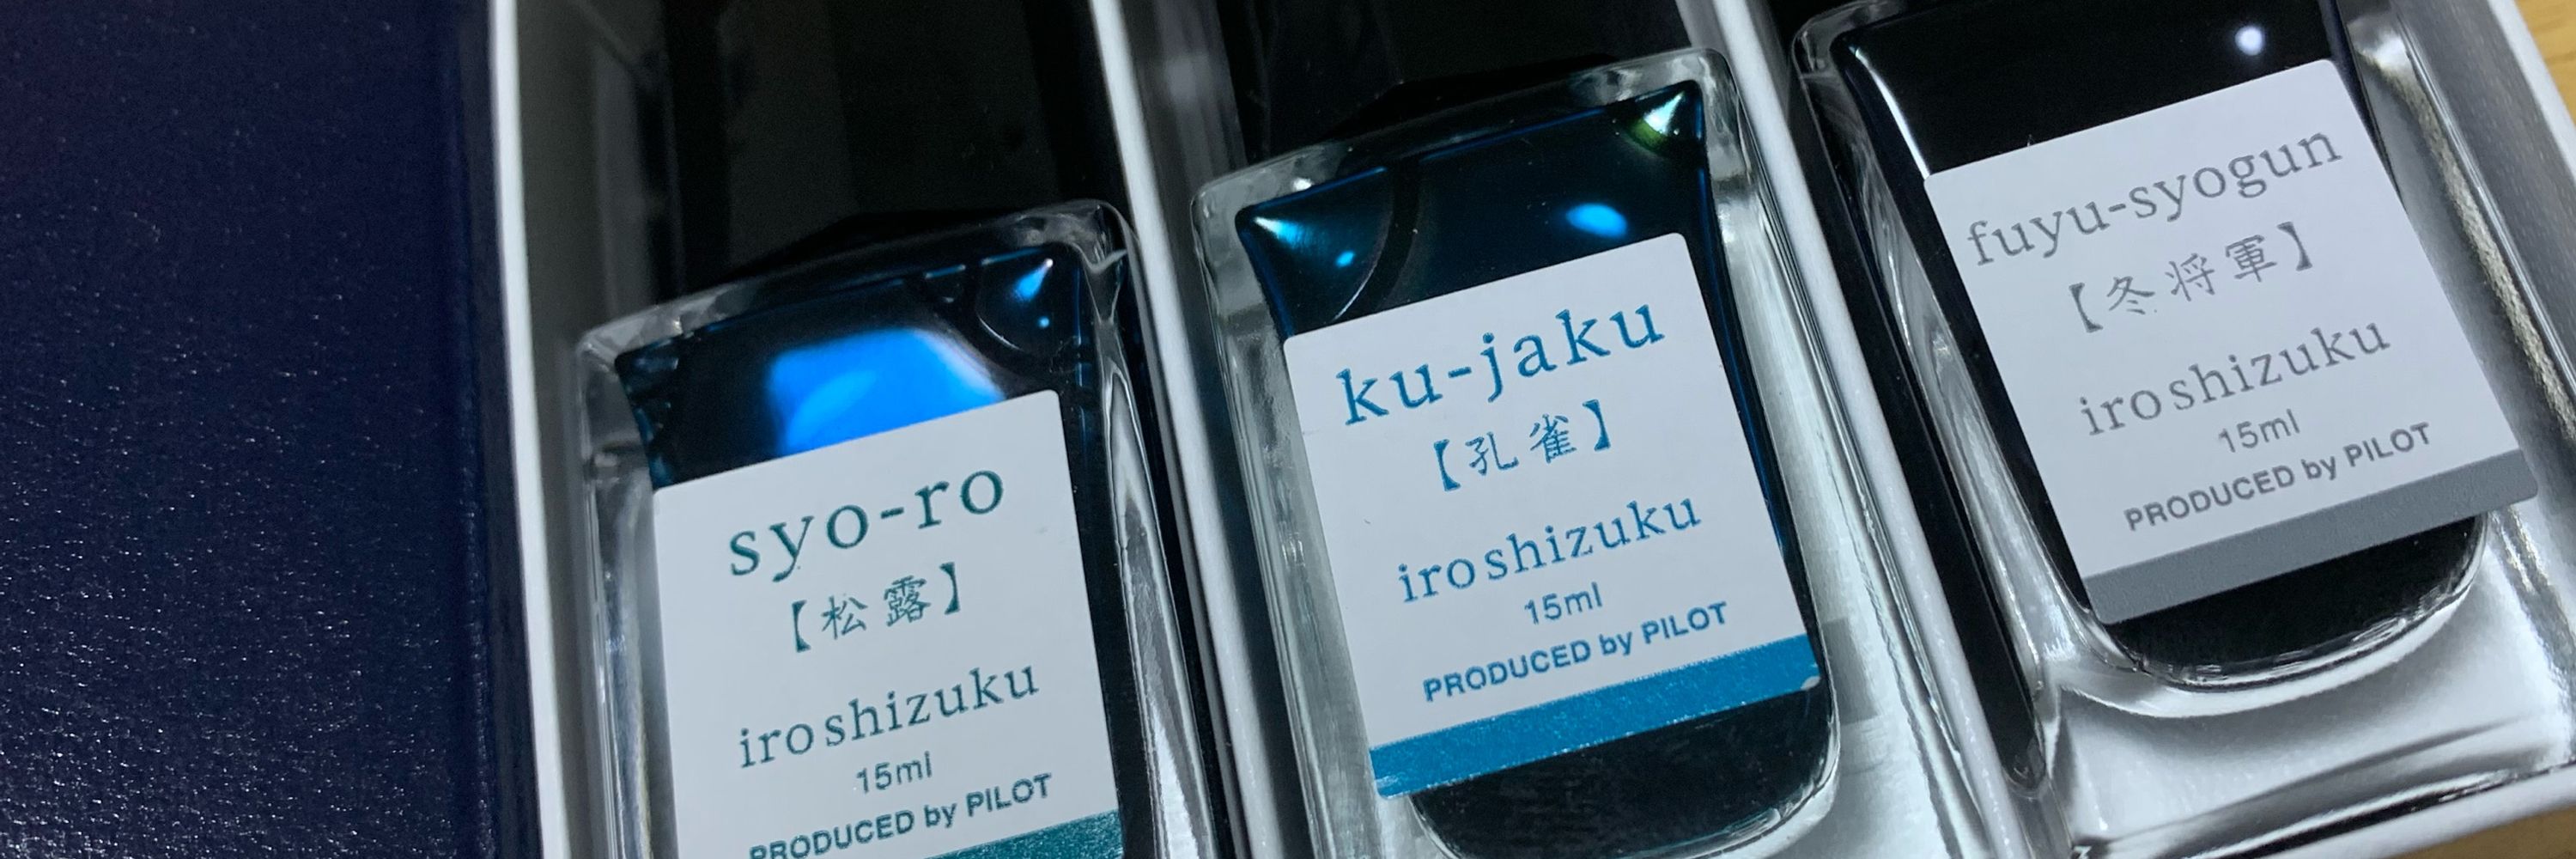 syo-ro
【松露】
iroshizuku
15ml
PRODUCED by PILOT
ku-jaku
【孔雀】
iroshizuku
15ml
PRODUCED by PILOT
fuyu-syogun
【冬将軍】
iroshizuku
15ml
PRODUCED by PILOT